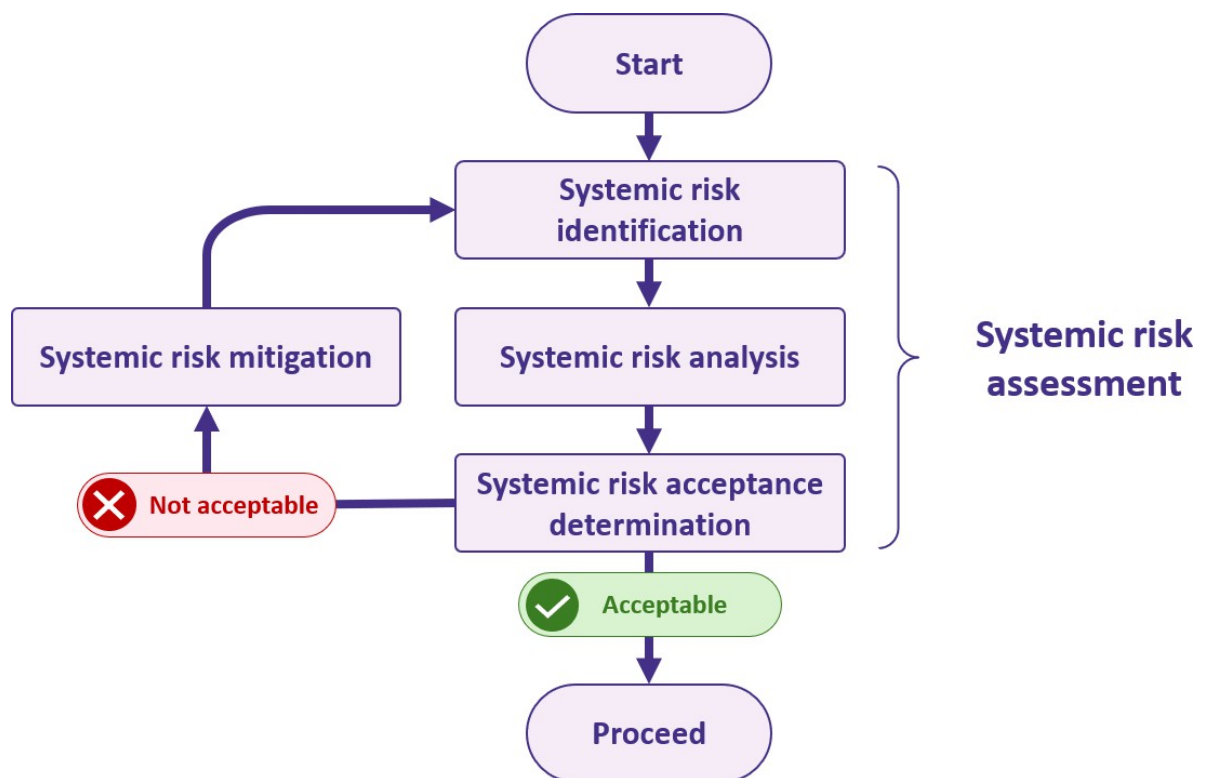 Start
Systemic risk
identification
Systemic risk mitigation
Systemic risk analysis
Systemic risk
assessment
Not acceptable
Systemic risk acceptance
determination
Acceptable
Proceed